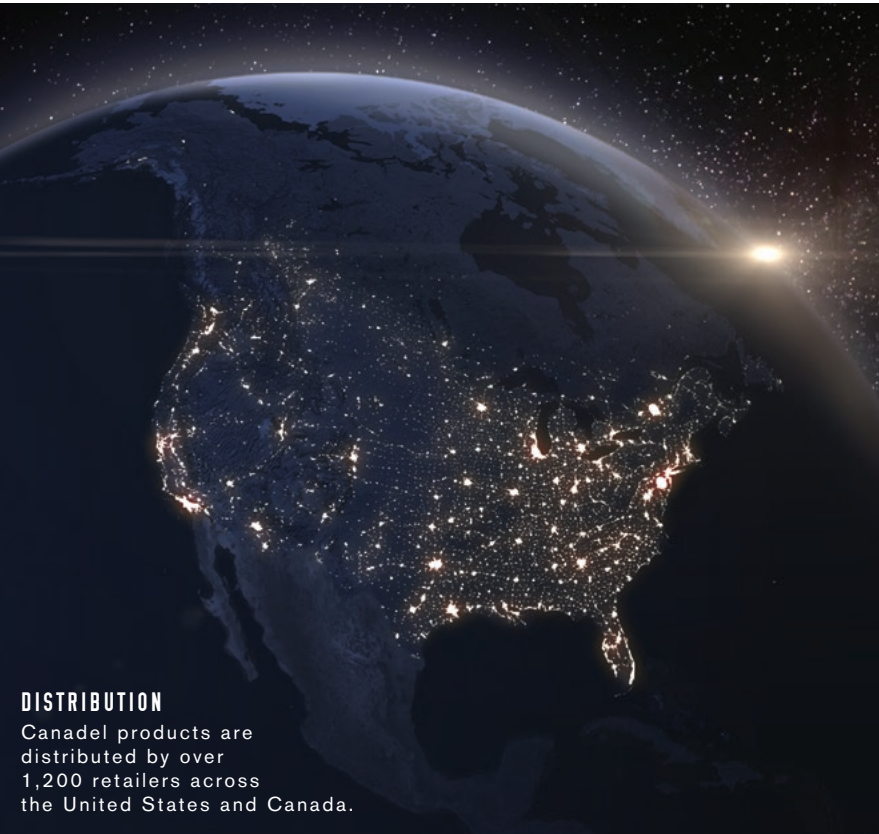 DISTRIBUTION
Canadel products are
distributed by over
1,200 retailers across
the United States and Canada.